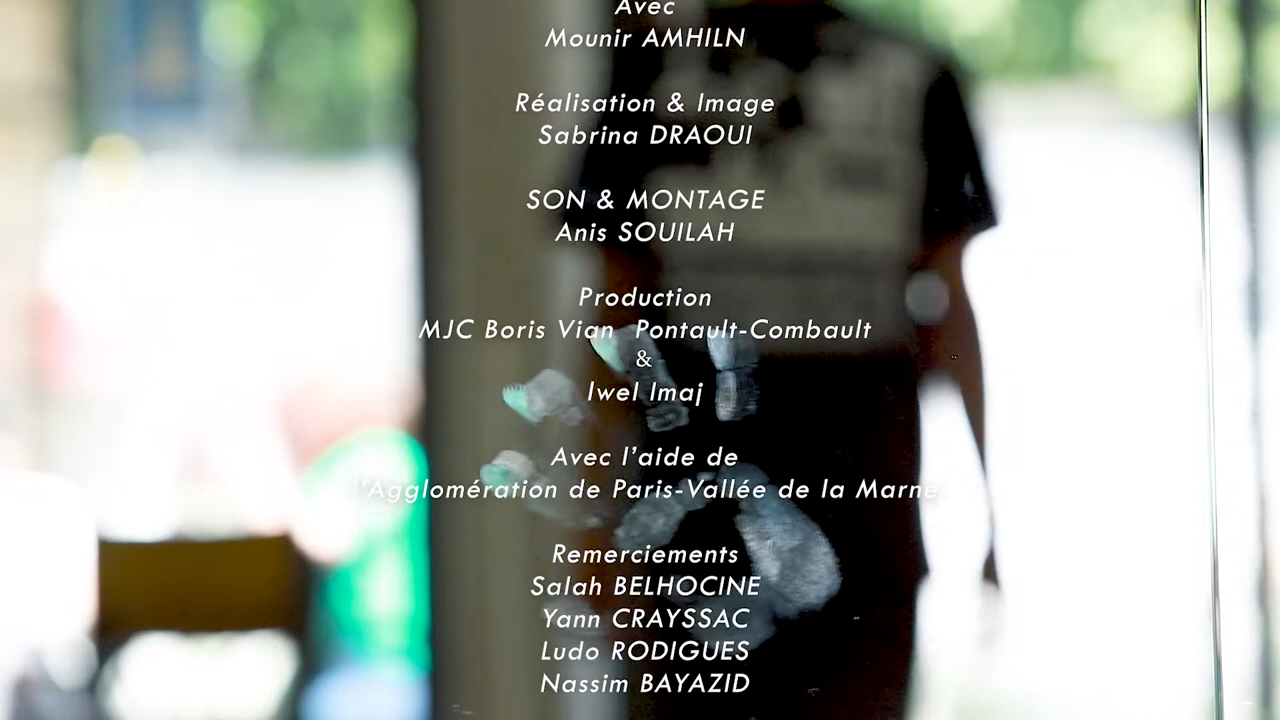 Avec
Mounir AMHILN
Réalisation & Image
Sabrina DRAOUI
SON & MONTAGE
Anis SOUILAH
Production
MJC Boris Vian Pontault-Combault
&
Iwel Imaj
Avec l’aide de
l'Agglomération de Paris-Vallée de la Marne
Remerciements
Salah BELHOCINE
Yann CRAYSSAC
Ludo RODIGUES
Nassim BAYAZID